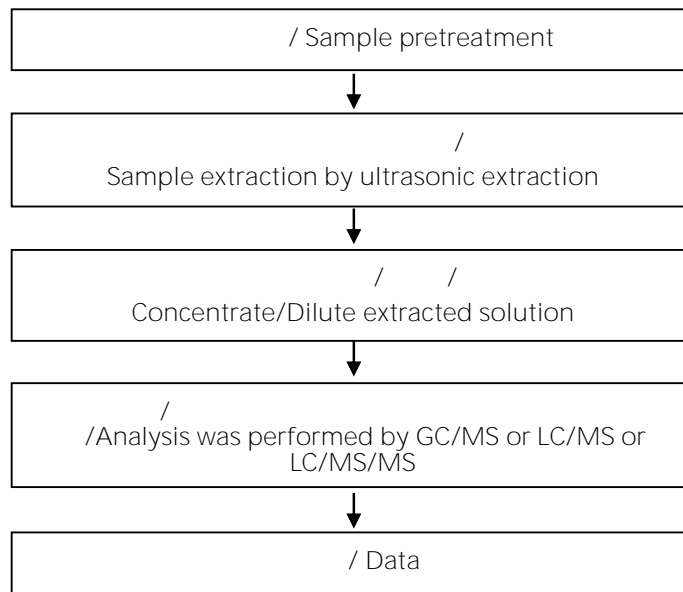 / Sample pretreatment
/
Sample extraction by ultrasonic extraction
/ /
Concentrate/Dilute extracted solution
/
/Analysis was performed by GC/MS or LC/MS or
LC/MS/MS
/ Data